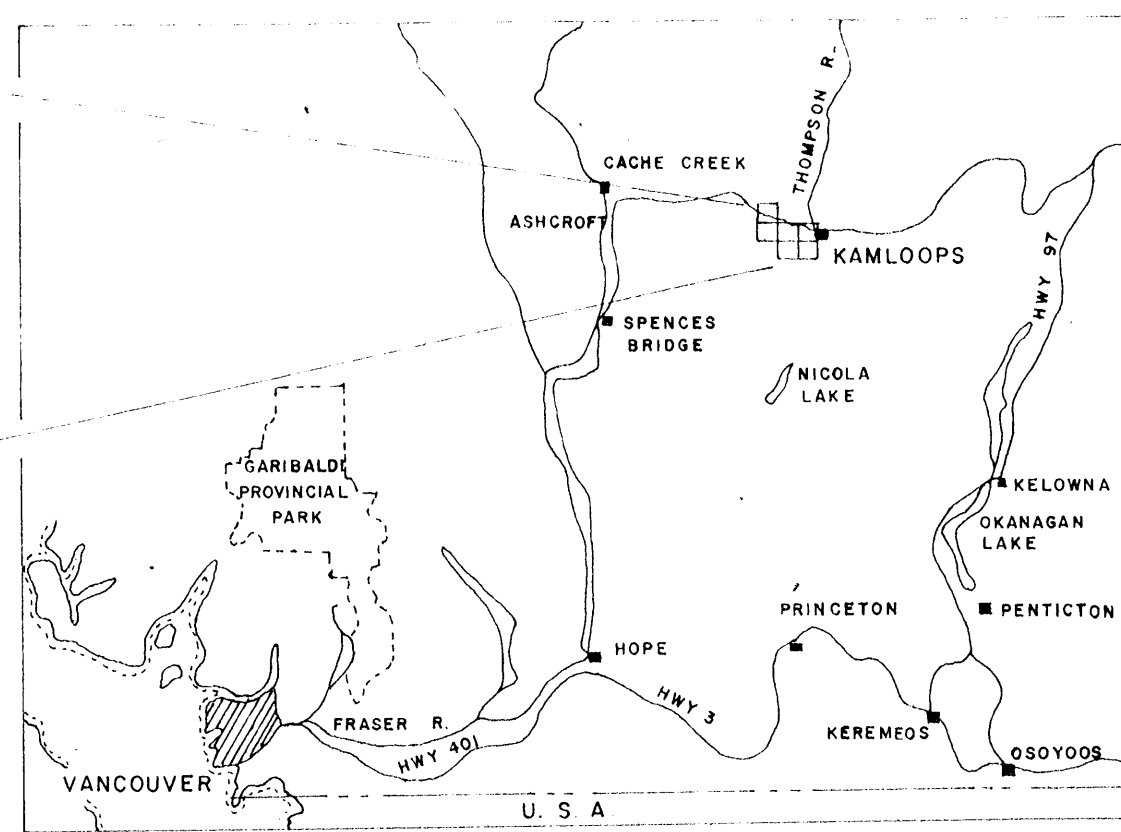 THOMPSON R.
CACHE CREEK
ASHCROFT
KAMLOOPS
HWY 97
SPENCES
BRIDGE
NICOLA
LAKE
GARIBALDI
PROVINCIAL
PARK
KELOWNA
OKANAGAN
LAKE
PRINCETON
PENTICTON
HOPE
HWY 3
FRASER R.
HWY 401
KEREMEOS
OSOYOOS
VANCOUVER
U. S. A